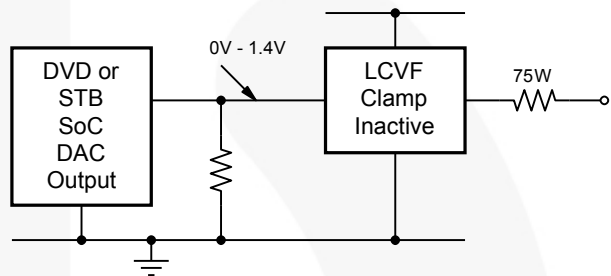 DVD or
STB
SoC
DAC
Output
0V - 1.4V
LCVF
Clamp
Inactive
75W